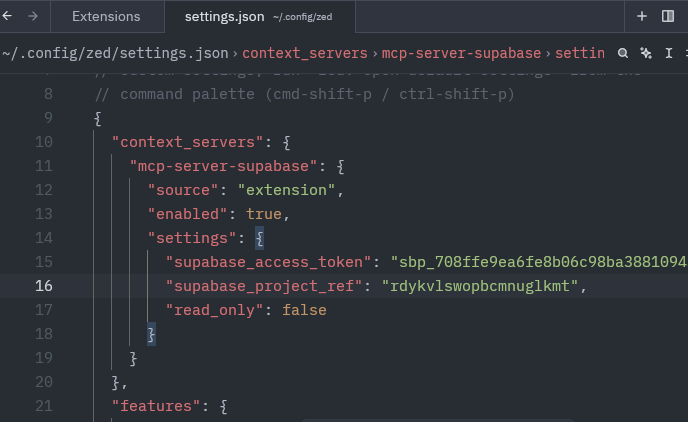 Extensions
settings.json ~/.config/zed
~/.config/zed/settings.json › context_servers › mcp-server-supabase › settin
8 // command palette (cmd-shift-p / ctrl-shift-p)
9 {
10 "context_servers": {
11 "mcp-server-supabase": {
12 "source": "extension",
13 "enabled": true,
14 "settings": {
15 "supabase_access_token": "sbp_708ffe9ea6fe8b06c98ba3881094
16 "supabase_project_ref": "rdykvlswopbcmnuglkmt",
17 "read_only": false
18 }
19 }
20 },
21 "features": {